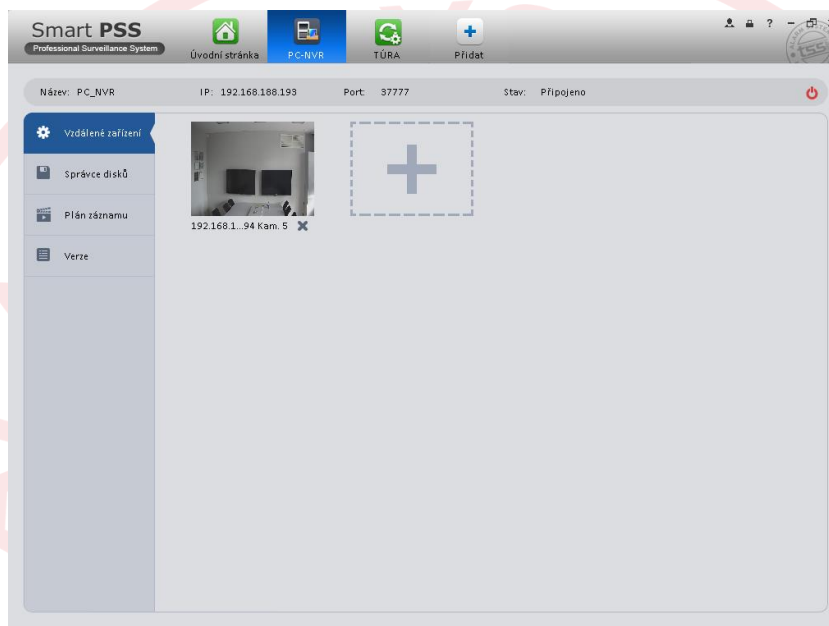 Smart PSS
Professional Surveillance System
Úvodní stránka
PC-NVR
TÚRA
Přidat
?
Název: PC_NVR
IP: 192.168.188.193
Port: 37777
Stav: Připojeno
Vzdálené zařízení
Správce disků
Plán záznamu
Verze
192.168.1...94 Kam. 5